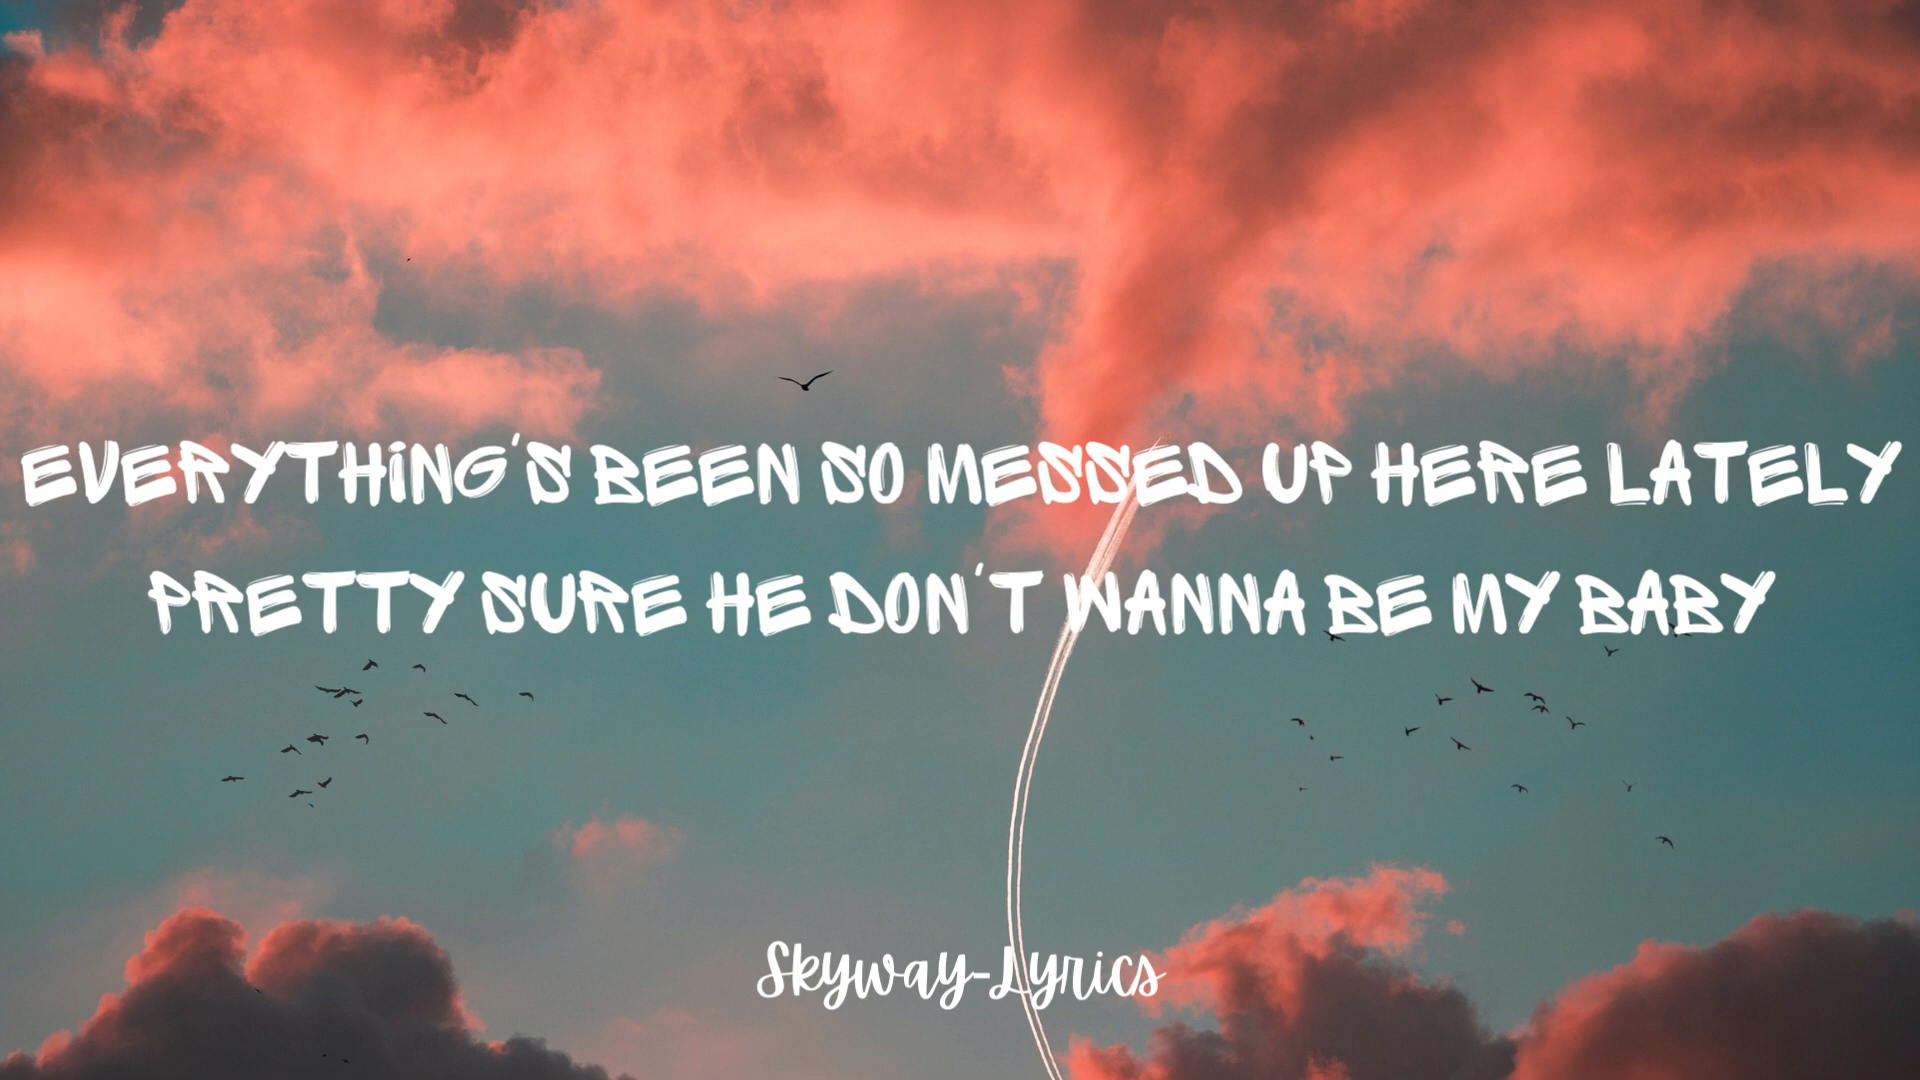 EVERYTHING'S BEEN SO MESSED UP HERE LATELY
PRETTY SURE HE DON'T WANNA BE MY BABY
Skyway-Lyrics